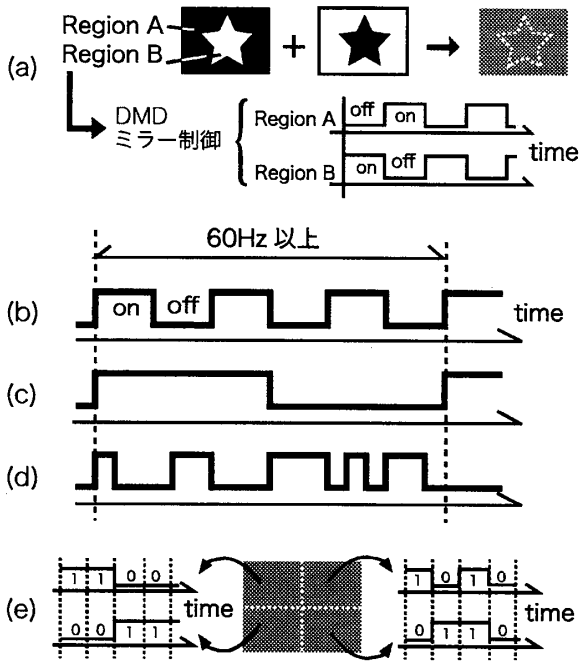 Region A
Region B
(a)
DMD
ミラー制御
Region A
off
on
Region B
on
off
time
60Hz 以上
(b)
on
off
time
(c)
(d)
(e)
1 1 0 0
0 0 1 1
time
1 0 1 0
0 1 1 0
time